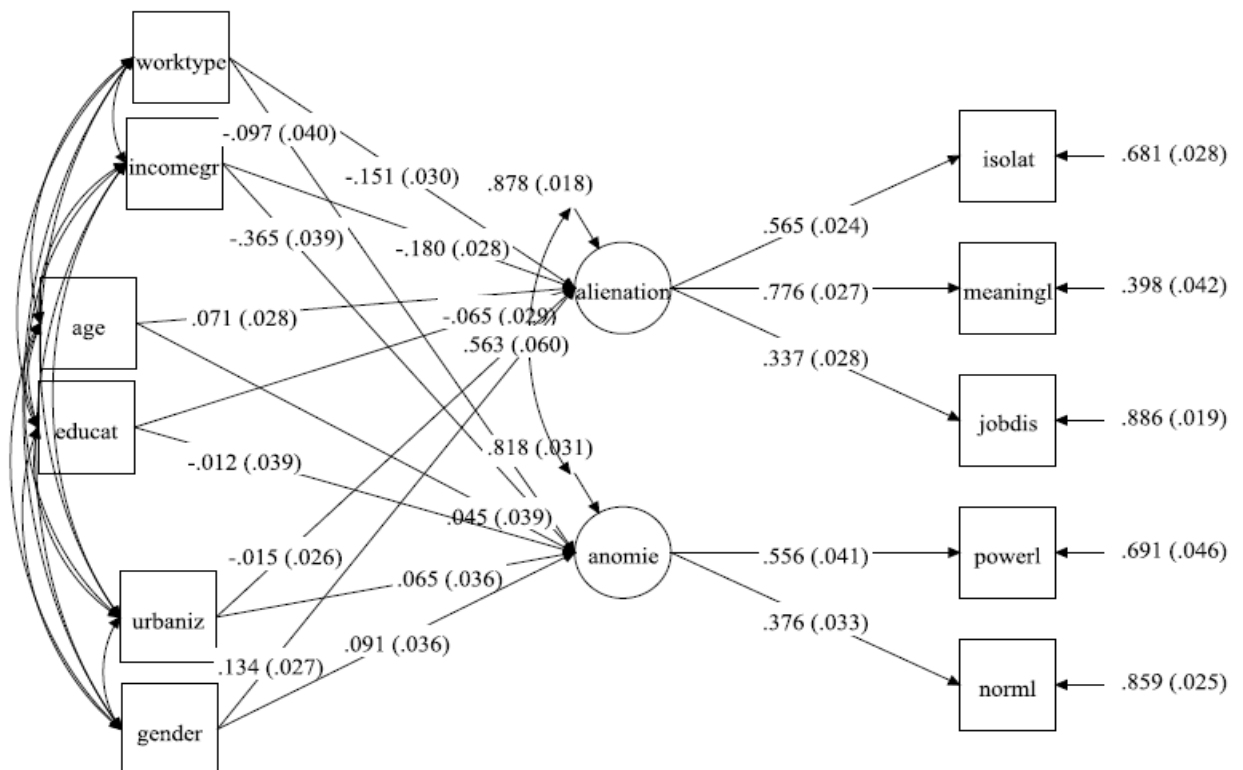 worktype
incomegr
age
educat
urbaniz
gender
-.097 (.040)
-.151 (.030)
-.365 (.039)
-.180 (.028)
.071 (.028)
-.065 (.029)
.563 (.060)
-.012 (.039)
.818 (.031)
.045 (.039)
-.015 (.026)
.065 (.036)
.091 (.036)
.134 (.027)
.878 (.018)
alienation
anomie
.565 (.024)
.776 (.027)
.337 (.028)
.556 (.041)
.376 (.033)
isolat
.681 (.028)
meaningl
.398 (.042)
jobdis
.886 (.019)
powerl
.691 (.046)
norml
.859 (.025)